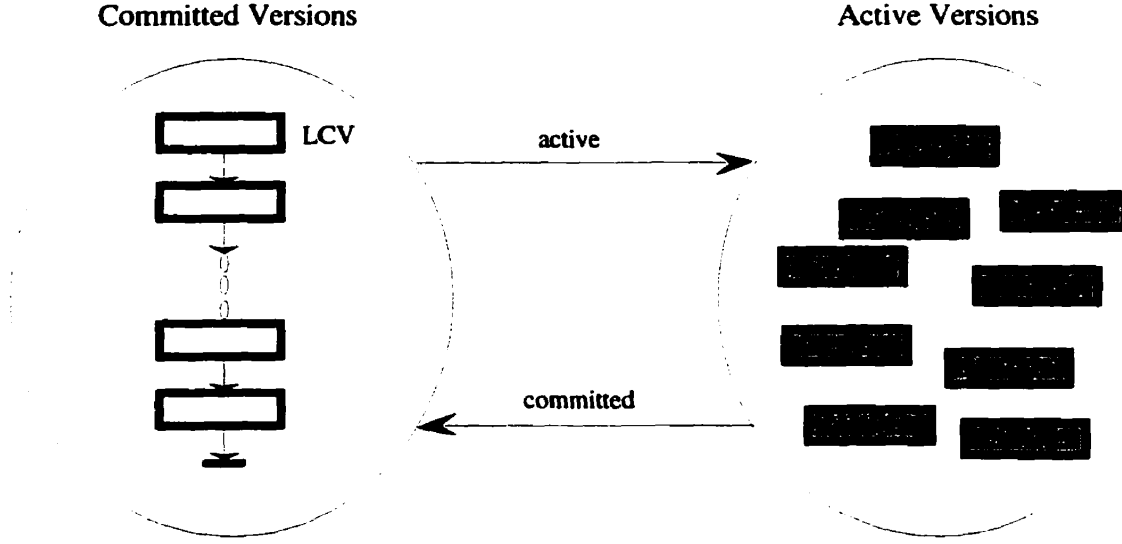 Committed Versions
Active Versions
LCV
active
committed